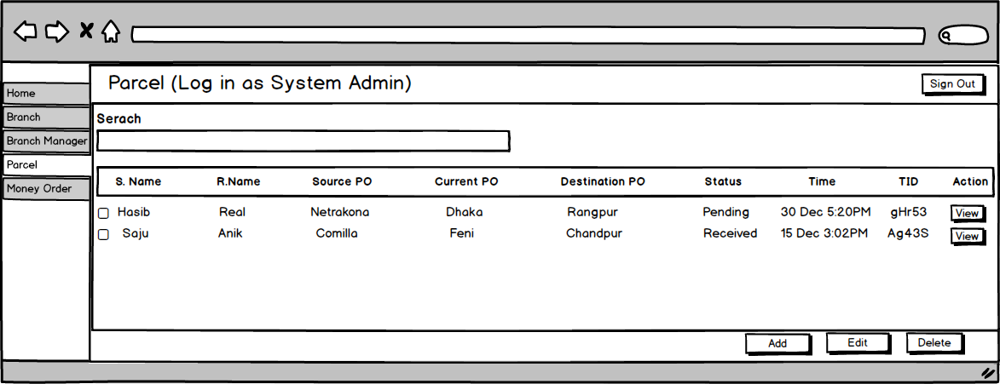 Parcel (Log in as System Admin)
Sign Out
Home
Branch
Branch Manager
Parcel
Money Order
Serach
S. Name R.Name Source PO Current PO Destination PO Status Time TID Action
Hasib Real Netrakona Dhaka Rangpur Pending 30 Dec 5:20PM gHr53 View
Saju Anik Comilla Feni Chandpur Received 15 Dec 3:02PM Ag43S View
Add Edit Delete